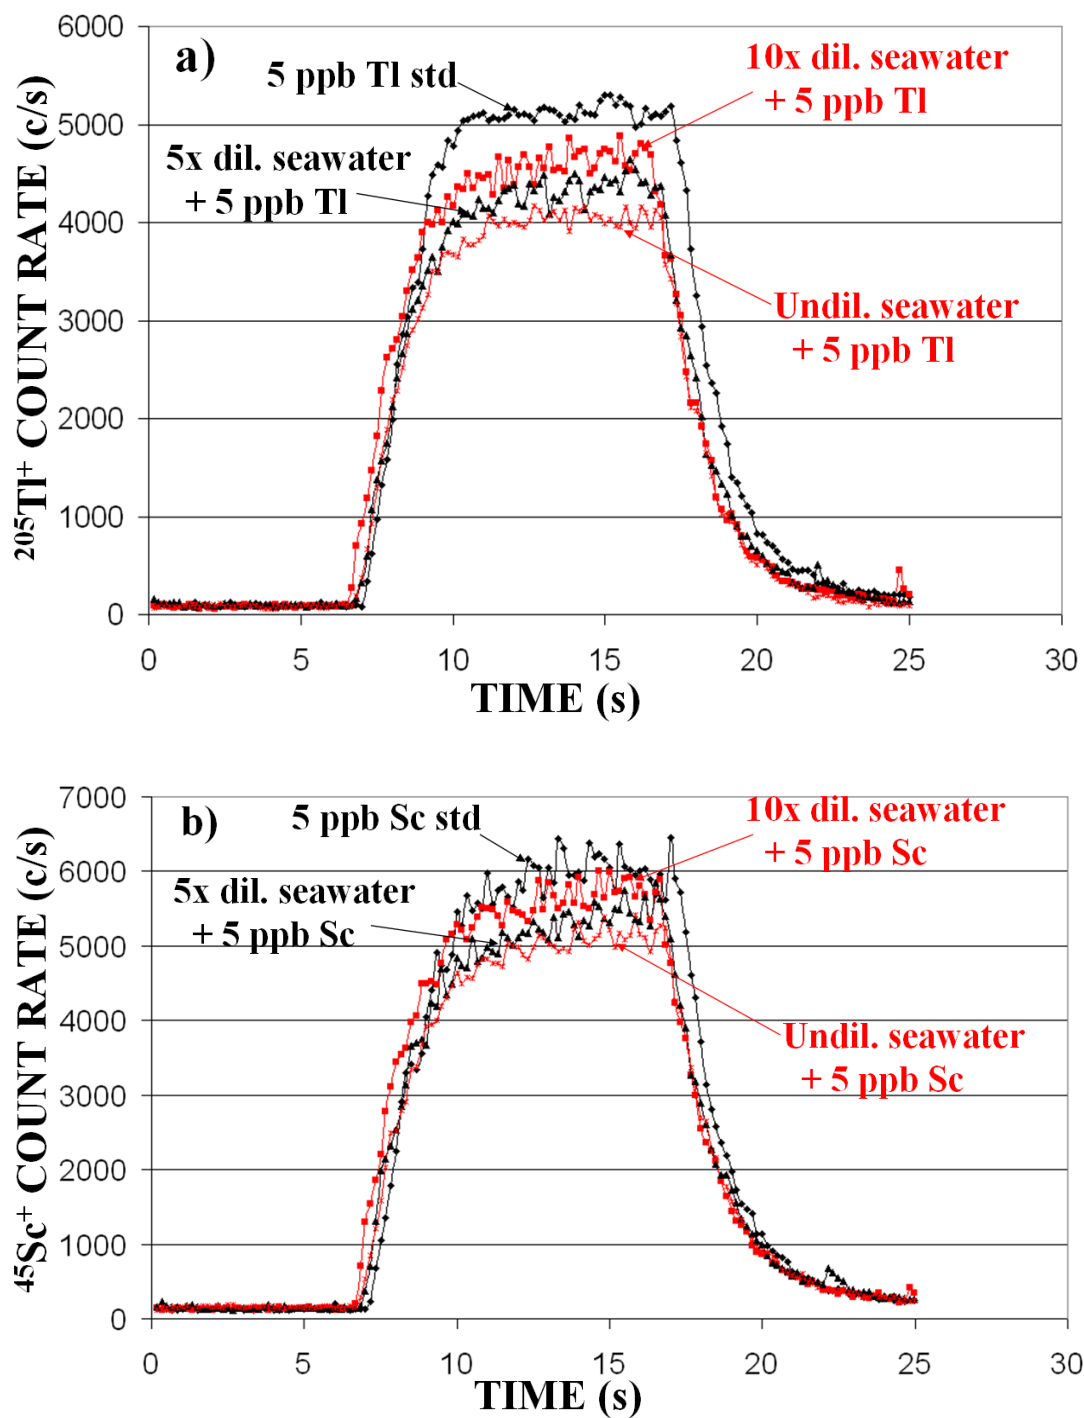 a)
6000
5000
4000
3000
2000
1000
0
²⁰⁵Tl⁺ COUNT RATE (c/s)
5 ppb Tl std
10x dil. seawater
+ 5 ppb Tl
5x dil. seawater
+ 5 ppb Tl
Undil. seawater
+ 5 ppb Tl
0 5 10 15 20 25 30
TIME (s)
b)
7000
6000
5000
4000
3000
2000
1000
0
⁴⁵Sc⁺ COUNT RATE (c/s)
5 ppb Sc std
10x dil. seawater
+ 5 ppb Sc
5x dil. seawater
+ 5 ppb Sc
Undil. seawater
+ 5 ppb Sc
0 5 10 15 20 25 30
TIME (s)